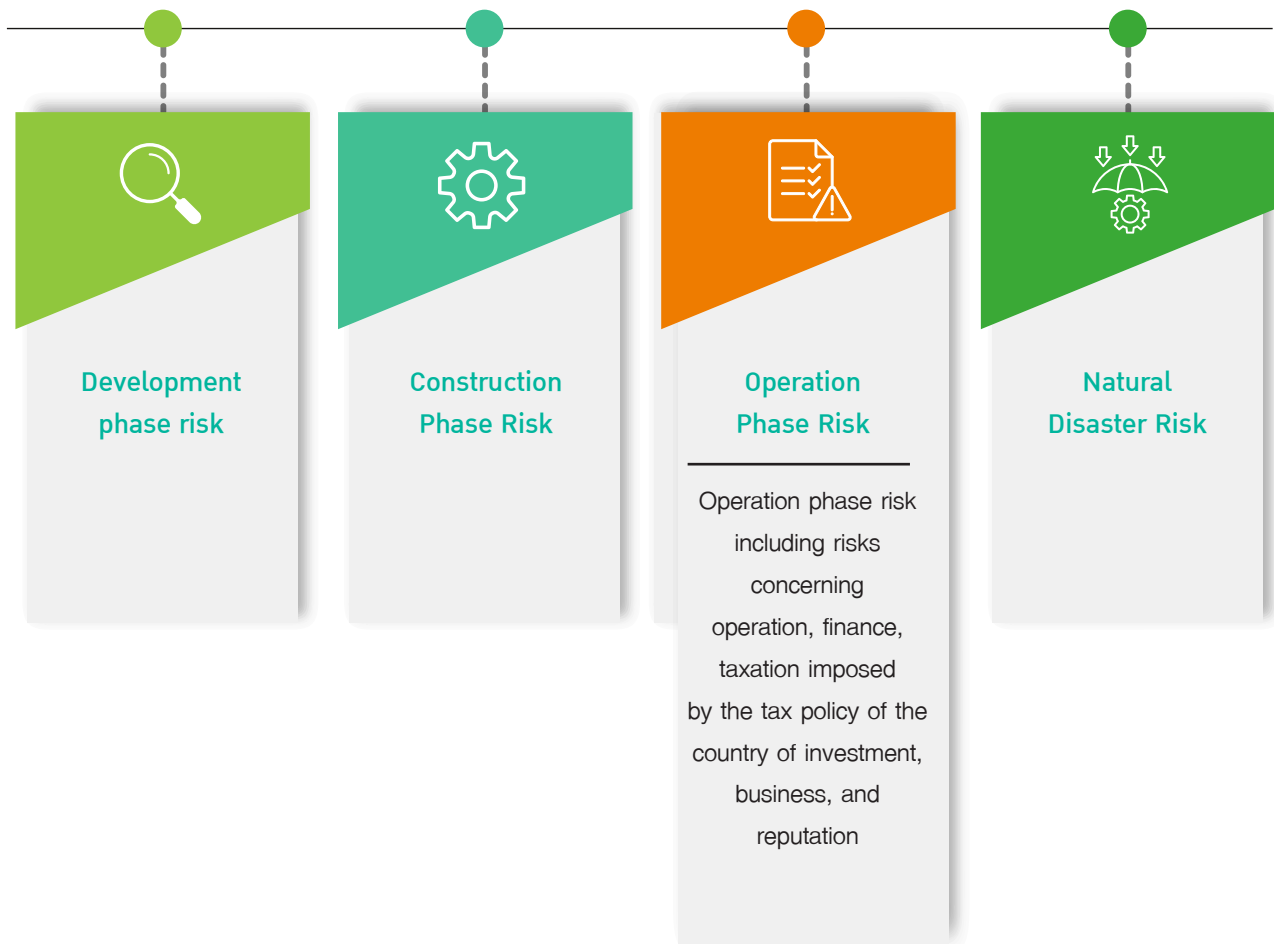 Development
phase risk
Construction
Phase Risk
Operation
Phase Risk
Operation phase risk
including risks
concerning
operation, finance,
taxation imposed
by the tax policy of the
country of investment,
business, and
reputation
Natural
Disaster Risk